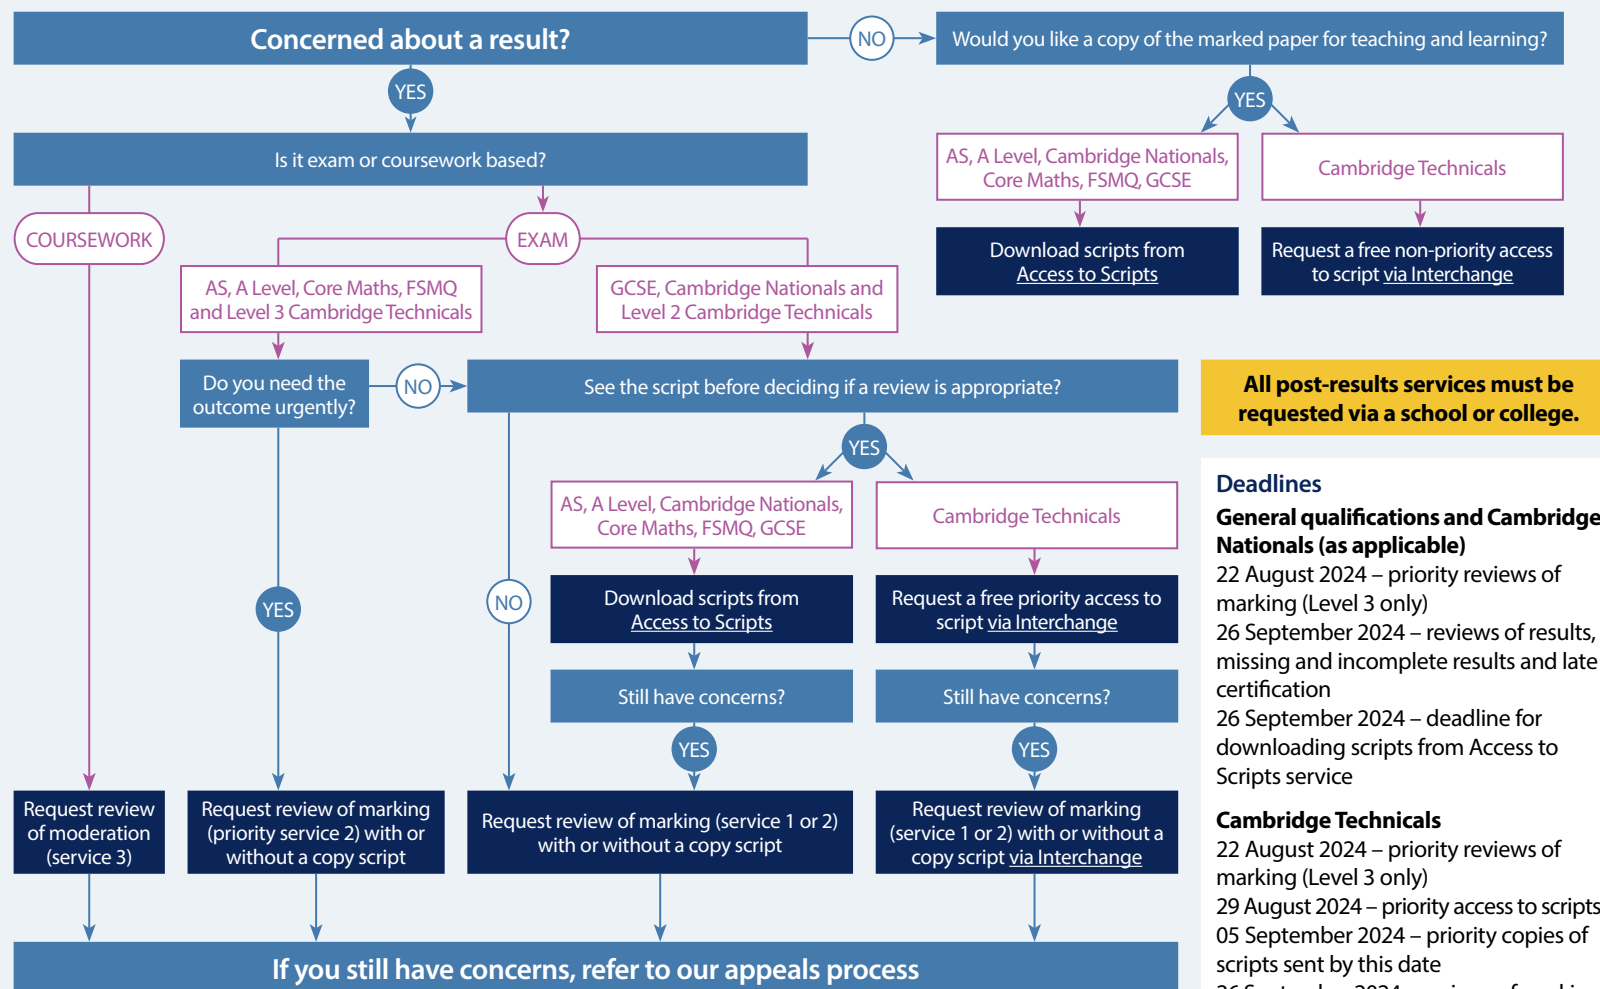 Concerned about a result?
NO
Would you like a copy of the marked paper for teaching and learning?
YES
YES
AS, A Level, Cambridge Nationals,
Core Maths, FSMQ, GCSE
Cambridge Technicals
Is it exam or coursework based?
Download scripts from
Access to Scripts
Request a free non-priority access
to script via Interchange
COURSEWORK
EXAM
AS, A Level, Core Maths, FSMQ
and Level 3 Cambridge Technicals
GCSE, Cambridge Nationals and
Level 2 Cambridge Technicals
Do you need the
outcome urgently?
NO
See the script before deciding if a review is appropriate?
YES
AS, A Level, Cambridge Nationals,
Core Maths, FSMQ, GCSE
Cambridge Technicals
YES
NO
Download scripts from
Access to Scripts
Request a free priority access to
script via Interchange
Still have concerns?
Still have concerns?
YES
YES
Request review
of moderation
(service 3)
Request review of marking
(priority service 2) with or
without a copy script
Request review of marking (service 1 or 2)
with or without a copy script
Request review of marking
(service 1 or 2) with or without a
copy script via Interchange
If you still have concerns, refer to our appeals process
All post-results services must be
requested via a school or college.
Deadlines
General qualifications and Cambridge
Nationals (as applicable)
22 August 2024 – priority reviews of
marking (Level 3 only)
26 September 2024 – reviews of results,
missing and incomplete results and late
certification
26 September 2024 – deadline for
downloading scripts from Access to
Scripts service
Cambridge Technicals
22 August 2024 – priority reviews of
marking (Level 3 only)
29 August 2024 – priority access to scripts
05 September 2024 – priority copies of
scripts sent by this date